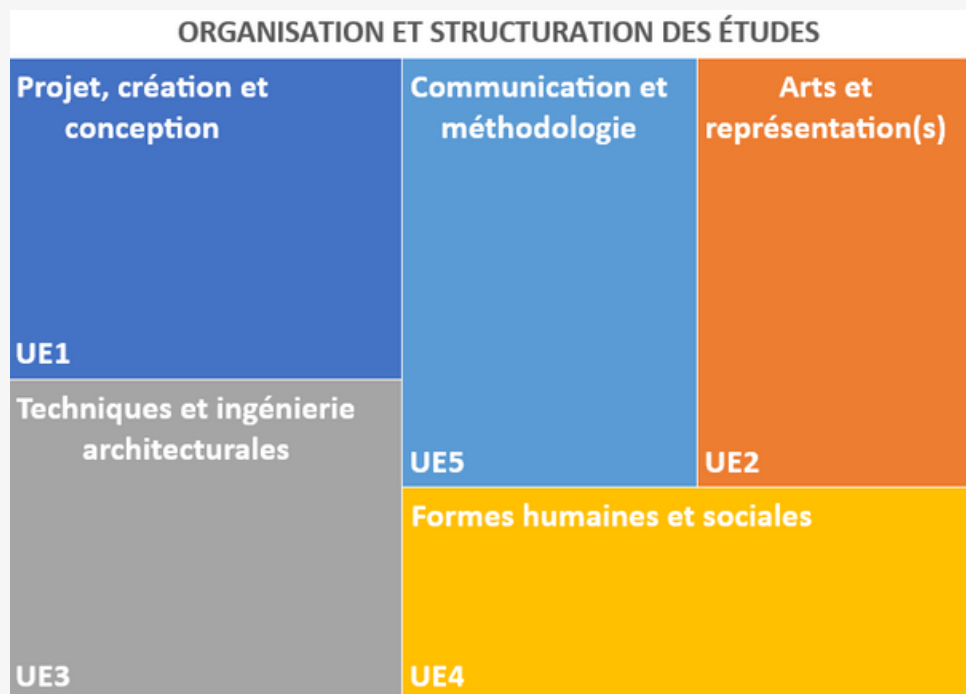 ORGANISATION ET STRUCTURATION DES ÉTUDES
Projet, création et
conception
UE1
Communication et
méthodologie
UE5
Arts et
représentation(s)
UE2
Techniques et ingénierie
architecturales
UE3
Formes humaines et sociales
UE4